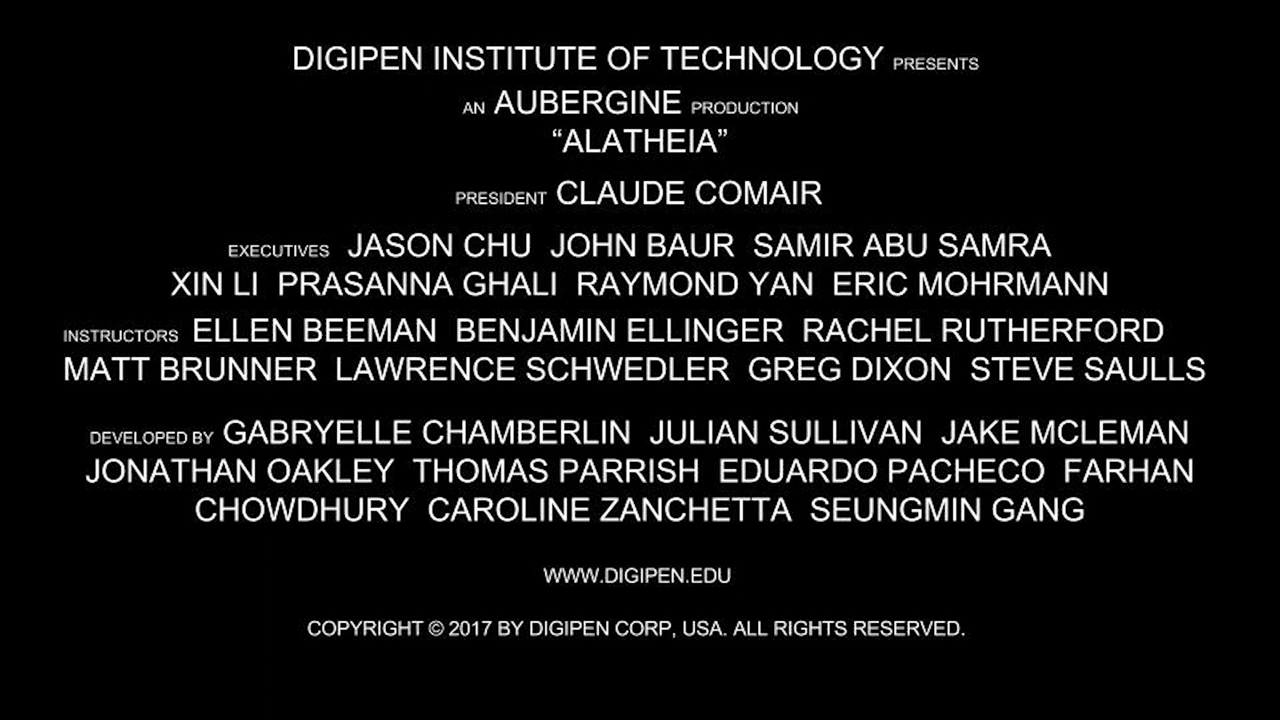 DIGIPEN INSTITUTE OF TECHNOLOGY PRESENTS
AN AUBERGINE PRODUCTION
“ALATHEIA”
PRESIDENT CLAUDE COMAIR
EXECUTIVES JASON CHU JOHN BAUR SAMIR ABU SAMRA
XIN LI PRASANNA GHALI RAYMOND YAN ERIC MOHRMANN
INSTRUCTORS ELLEN BEEMAN BENJAMIN ELLINGER RACHEL RUTHERFORD
MATT BRUNNER LAWRENCE SCHWEDLER GREG DIXON STEVE SAULLS
DEVELOPED BY GABRYELLE CHAMBERLIN JULIAN SULLIVAN JAKE MCLEMAN
JONATHAN OAKLEY THOMAS PARRISH EDUARDO PACHECO FARHAN
CHOWDHURY CAROLINE ZANCHETTA SEUNGMIN GANG
WWW.DIGIPEN.EDU
COPYRIGHT © 2017 BY DIGIPEN CORP, USA. ALL RIGHTS RESERVED.